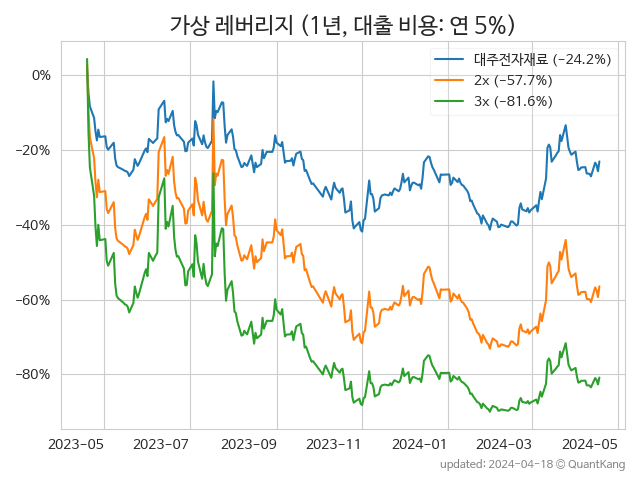 가상 레버리지 (1년, 대출 비용: 연 5%)
대주전자재료 (−24.2%)
2x (−57.7%)
3x (−81.6%)
0%
−20%
−40%
−60%
−80%
2023-05 2023-07 2023-09 2023-11 2024-01 2024-03 2024-05
updated: 2024-04-18 © QuantKang